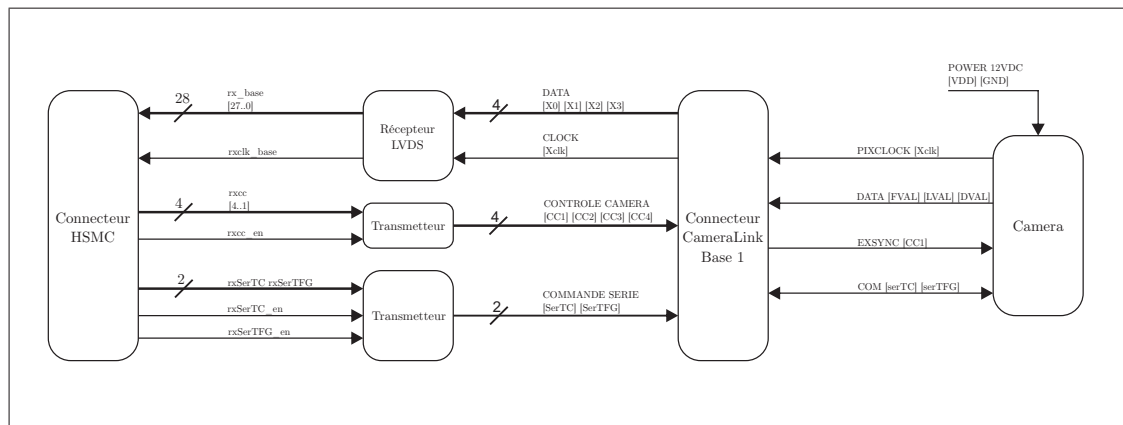 POWER 12VDC
[VDD] [GND]
28
rx_base
[27..0]
4
DATA
[X0] [X1] [X2] [X3]
Récepteur
LVDS
rxclk_base
CLOCK
[Xclk]
PIXCLOCK [Xclk]
4
rxcc
[4..1]
Transmetteur
4
CONTROLE CAMERA
[CC1] [CC2] [CC3] [CC4]
DATA [FVAL] [LVAL] [DVAL]
Connecteur
HSMC
rxcc_en
Connecteur
CameraLink
Base 1
Camera
EXSYNC [CC1]
2
rxSerTC rxSerTFG
COM [serTC] [serTFG]
rxSerTC_en
Transmetteur
2
COMMANDE SERIE
[SerTC] [SerTFG]
rxSerTFG_en